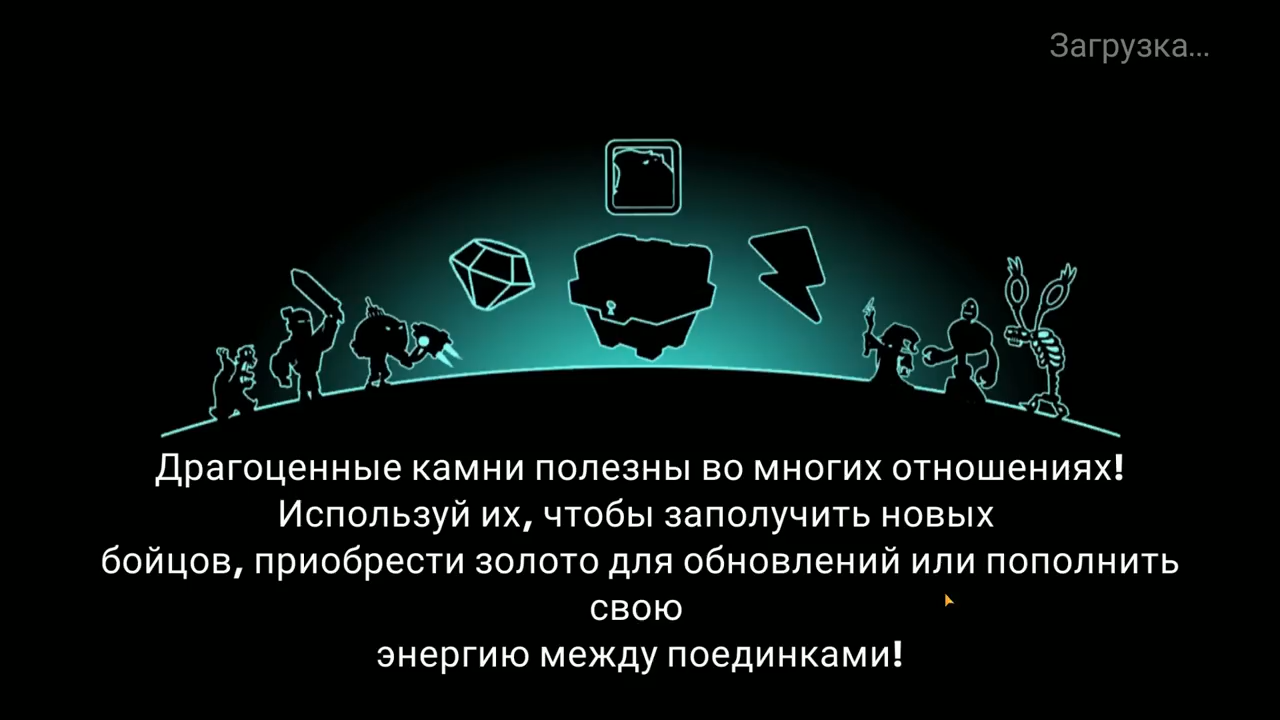 Загрузка...
Драгоценные камни полезны во многих отношениях!
Используй их, чтобы заполучить новых
бойцов, приобрести золото для обновлений или пополнить
свою
энергию между поединками!